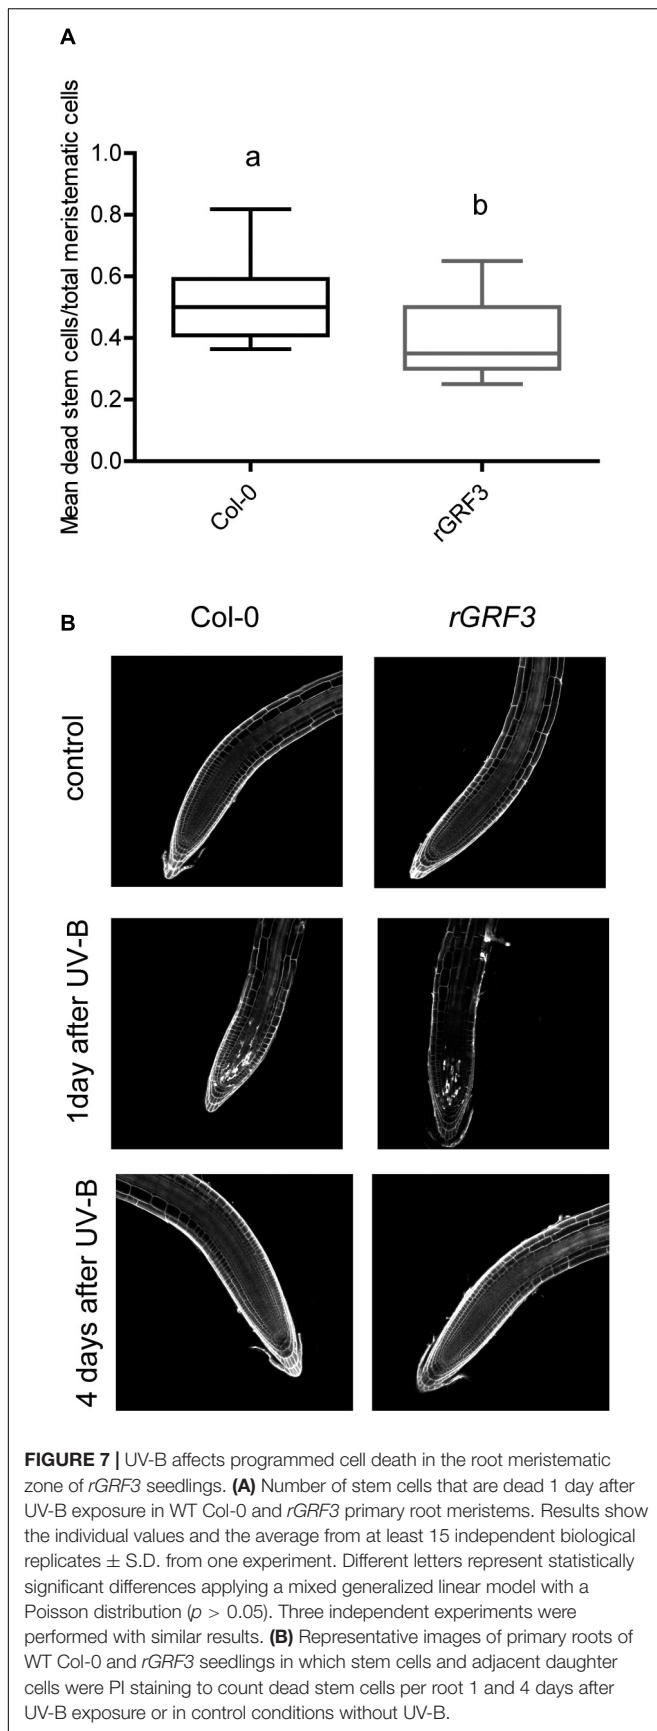 A
Mean dead stem cells/total meristematic cells
1.0
0.8
0.6
0.4
0.2
0.0
a
b
Col-0
rGRF3
B
Col-0
rGRF3
control
1day after UV-B
4 days after UV-B
FIGURE 7 | UV-B affects programmed cell death in the root meristematic
zone of rGRF3 seedlings. (A) Number of stem cells that are dead 1 day after
UV-B exposure in WT Col-0 and rGRF3 primary root meristems. Results show
the individual values and the average from at least 15 independent biological
replicates ± S.D. from one experiment. Different letters represent statistically
significant differences applying a mixed generalized linear model with a
Poisson distribution (p > 0.05). Three independent experiments were
performed with similar results. (B) Representative images of primary roots of
WT Col-0 and rGRF3 seedlings in which stem cells and adjacent daughter
cells were PI staining to count dead stem cells per root 1 and 4 days after
UV-B exposure or in control conditions without UV-B.